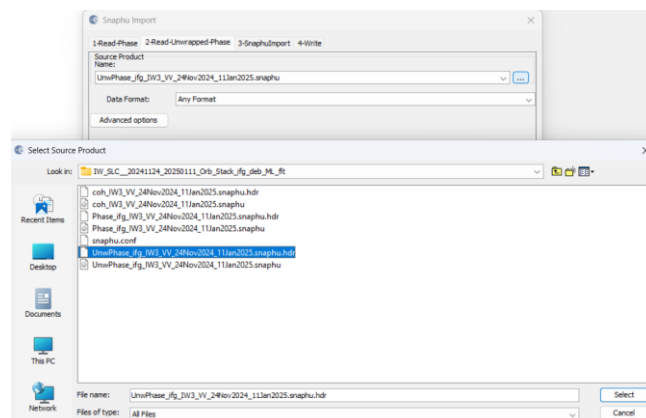 Snaphu Import
1-Read-Phase 2-Read-Unwrapped-Phase 3-SnaphuImport 4-Write
Source Product
Name:
UnwPhase_ifg_IW3_VV_24Nov2024_11Jan2025.snaphu
...
Data Format: Any Format
Advanced options
Select Source Product
Look in: IW_SLC__20241124_20250111_Orb_Stack_ifg_deb_ML_flt
coh_IW3_VV_24Nov2024_11Jan2025.snaphu.hdr
coh_IW3_VV_24Nov2024_11Jan2025.snaphu
Phase_ifg_IW3_VV_24Nov2024_11Jan2025.snaphu.hdr
Phase_ifg_IW3_VV_24Nov2024_11Jan2025.snaphu
snaphu.conf
UnwPhase_ifg_IW3_VV_24Nov2024_11Jan2025.snaphu.hdr
UnwPhase_ifg_IW3_VV_24Nov2024_11Jan2025.snaphu
Recent Items
Desktop
Documents
This PC
Network
File name: UnwPhase_ifg_IW3_VV_24Nov2024_11Jan2025.snaphu.hdr Select
Files of type: All Files Cancel